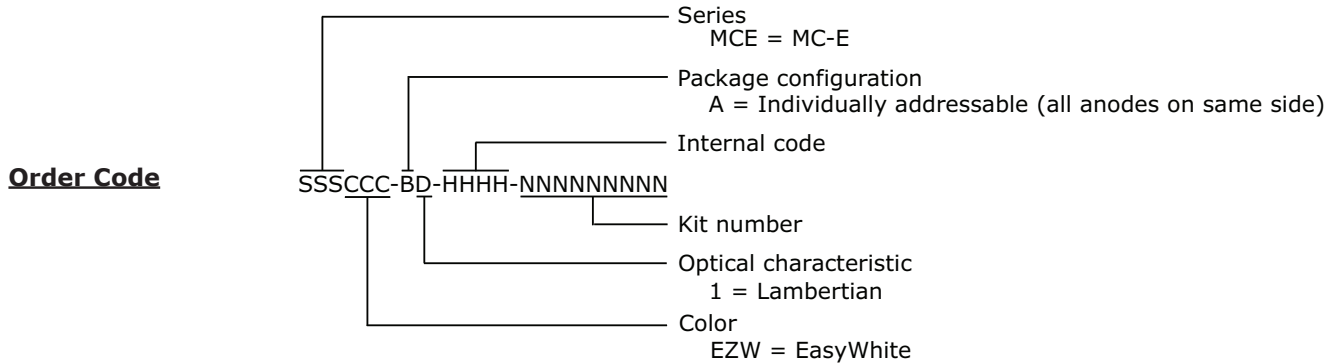 Series
MCE = MC-E
Package configuration
A = Individually addressable (all anodes on same side)
Internal code
Order Code
SSSCCC-BD-HHHH-NNNNNNNNN
Kit number
Optical characteristic
1 = Lambertian
Color
EZW = EasyWhite